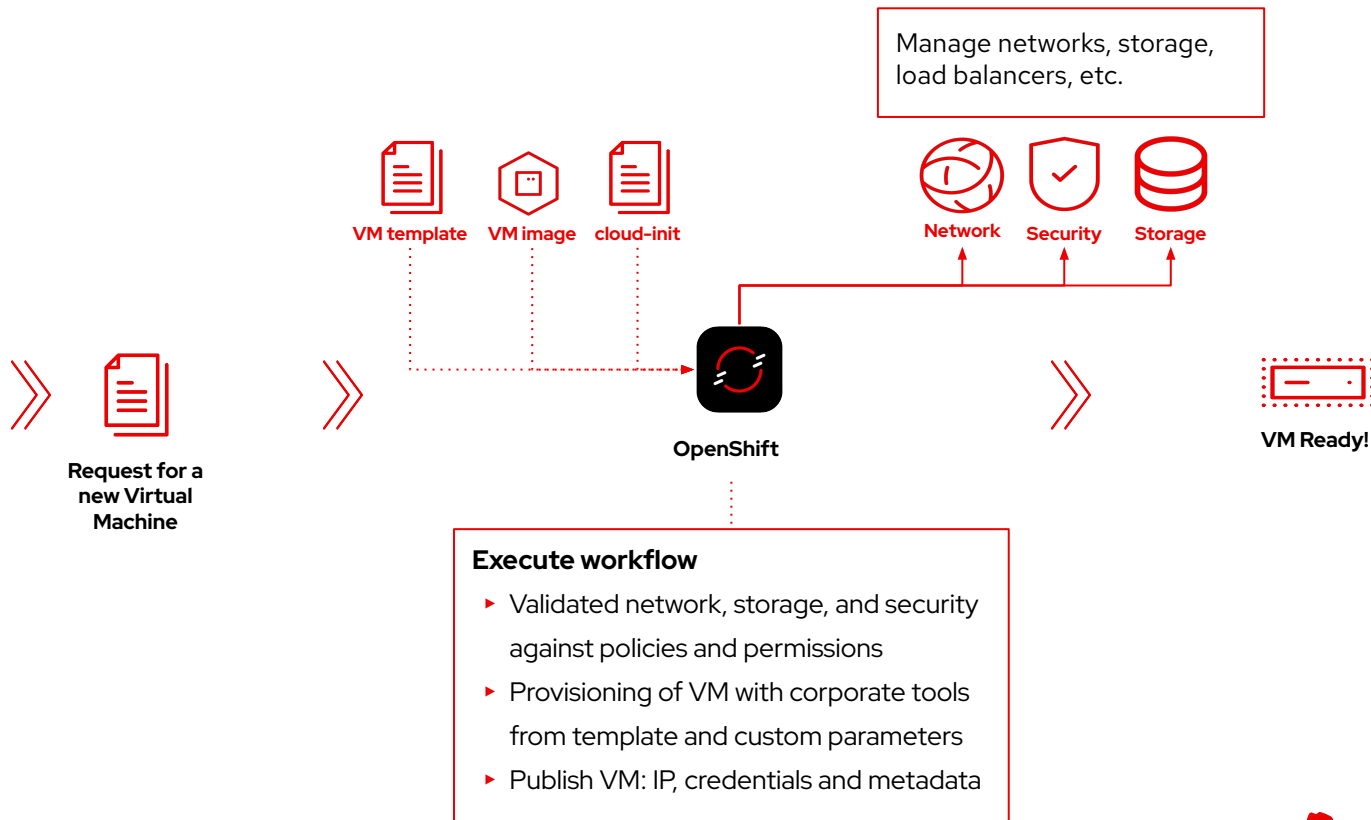 Manage networks, storage,
load balancers, etc.
VM template
VM image
cloud-init
Network
Security
Storage
Request for a
new Virtual
Machine
OpenShift
VM Ready!
Execute workflow
Validated network, storage, and security
against policies and permissions
Provisioning of VM with corporate tools
from template and custom parameters
Publish VM: IP, credentials and metadata